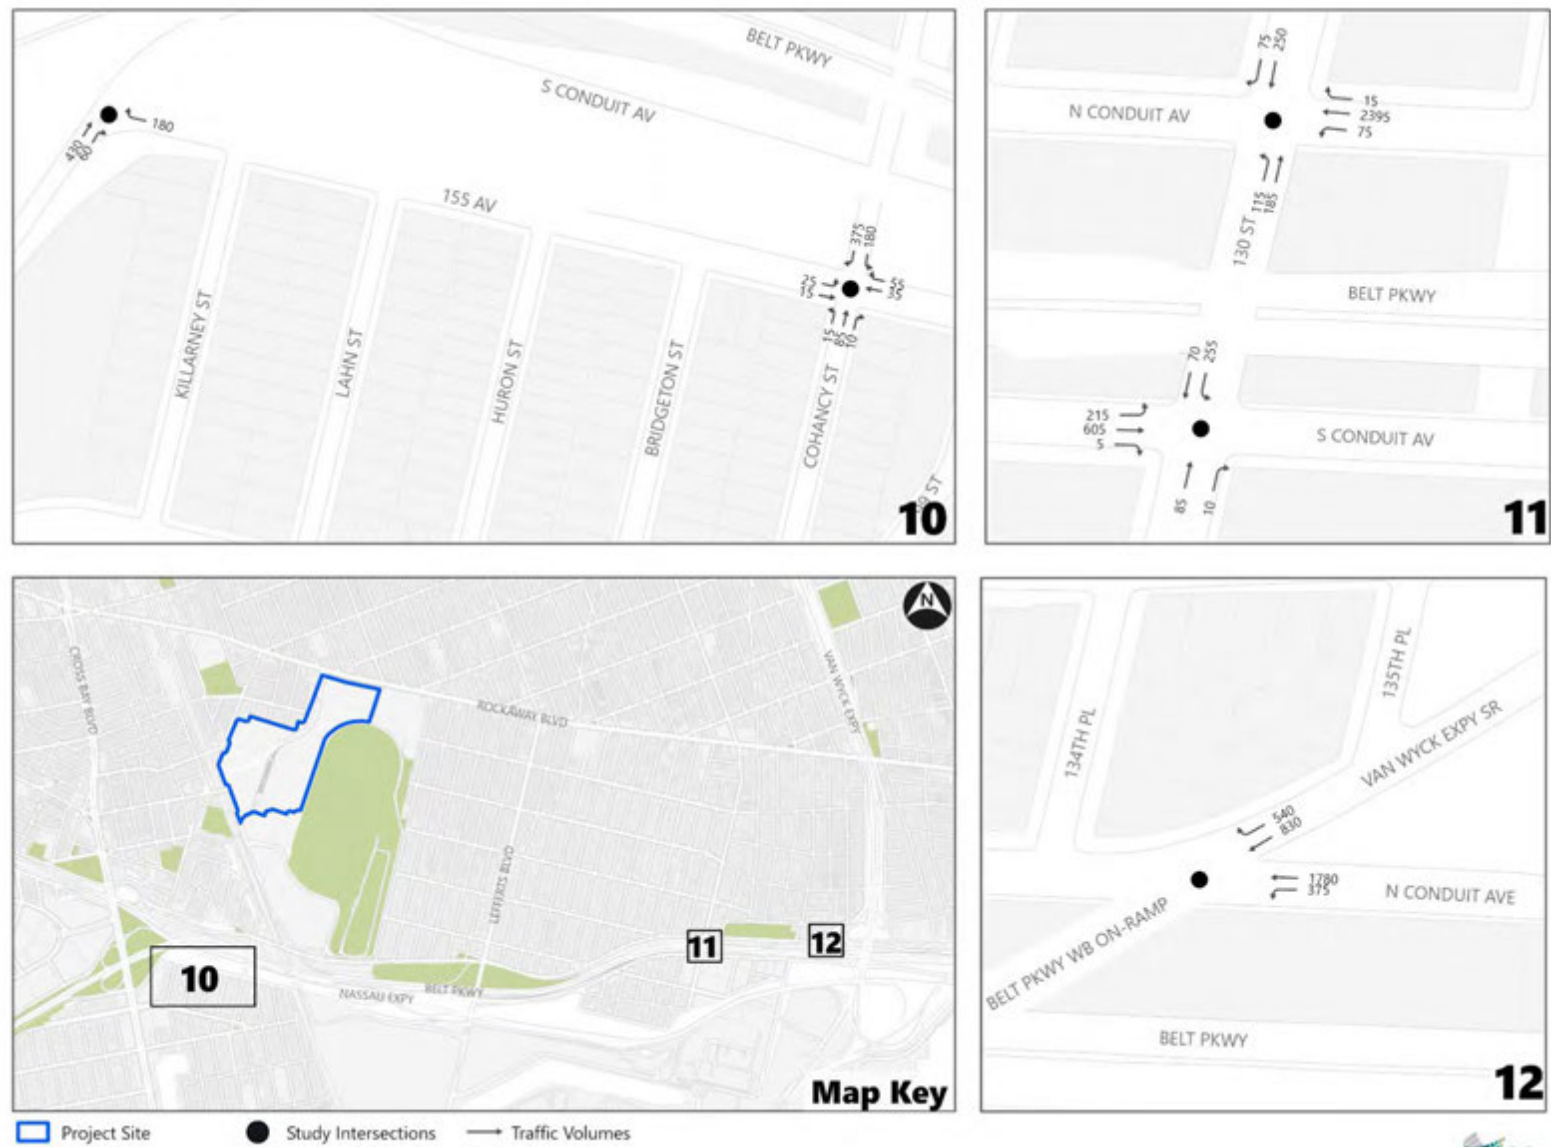 BELT PKWY
S CONDUIT AV
180
430
60
155 AV
375
180
25
15
55
35
15
85
10
KILLARNEY ST
LAHN ST
HURON ST
BRIDGETON ST
COHANCY ST
ST
10
75
250
N CONDUIT AV
15
2395
75
115
185
130 ST
BELT PKWY
70
255
215
605
5
S CONDUIT AV
85
10
11
N
CROSS BAY BLVD
ROCKAWAY BLVD
VAN WYCK EXPY
LEFFERTS BLVD
11
12
10
NASSAU EXPY
BELT PKWY
Map Key
134TH PL
135TH PL
VAN WYCK EXPY SR
540
830
1780
375
N CONDUIT AVE
BELT PKWY WB ON-RAMP
BELT PKWY
12
Project Site
Study Intersections
Traffic Volumes